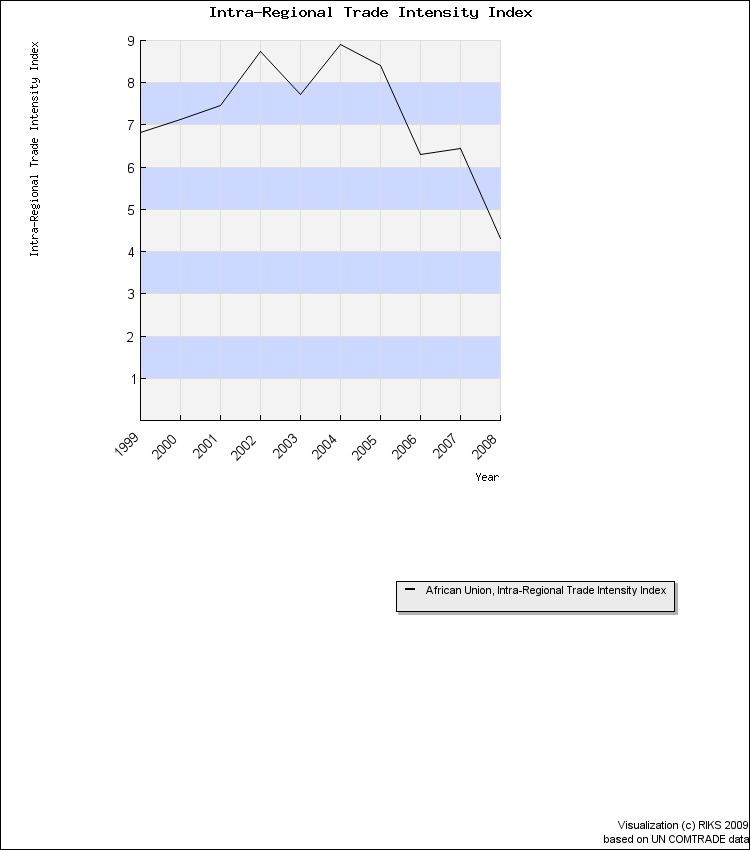 Intra-Regional Trade Intensity Index
Intra-Regional Trade Intensity Index
9
8
7
6
5
4
3
2
1
1999 2000 2001 2002 2003 2004 2005 2006 2007 2008
Year
African Union, Intra-Regional Trade Intensity Index
Visualization (c) RIKS 2009
based on UN COMTRADE data